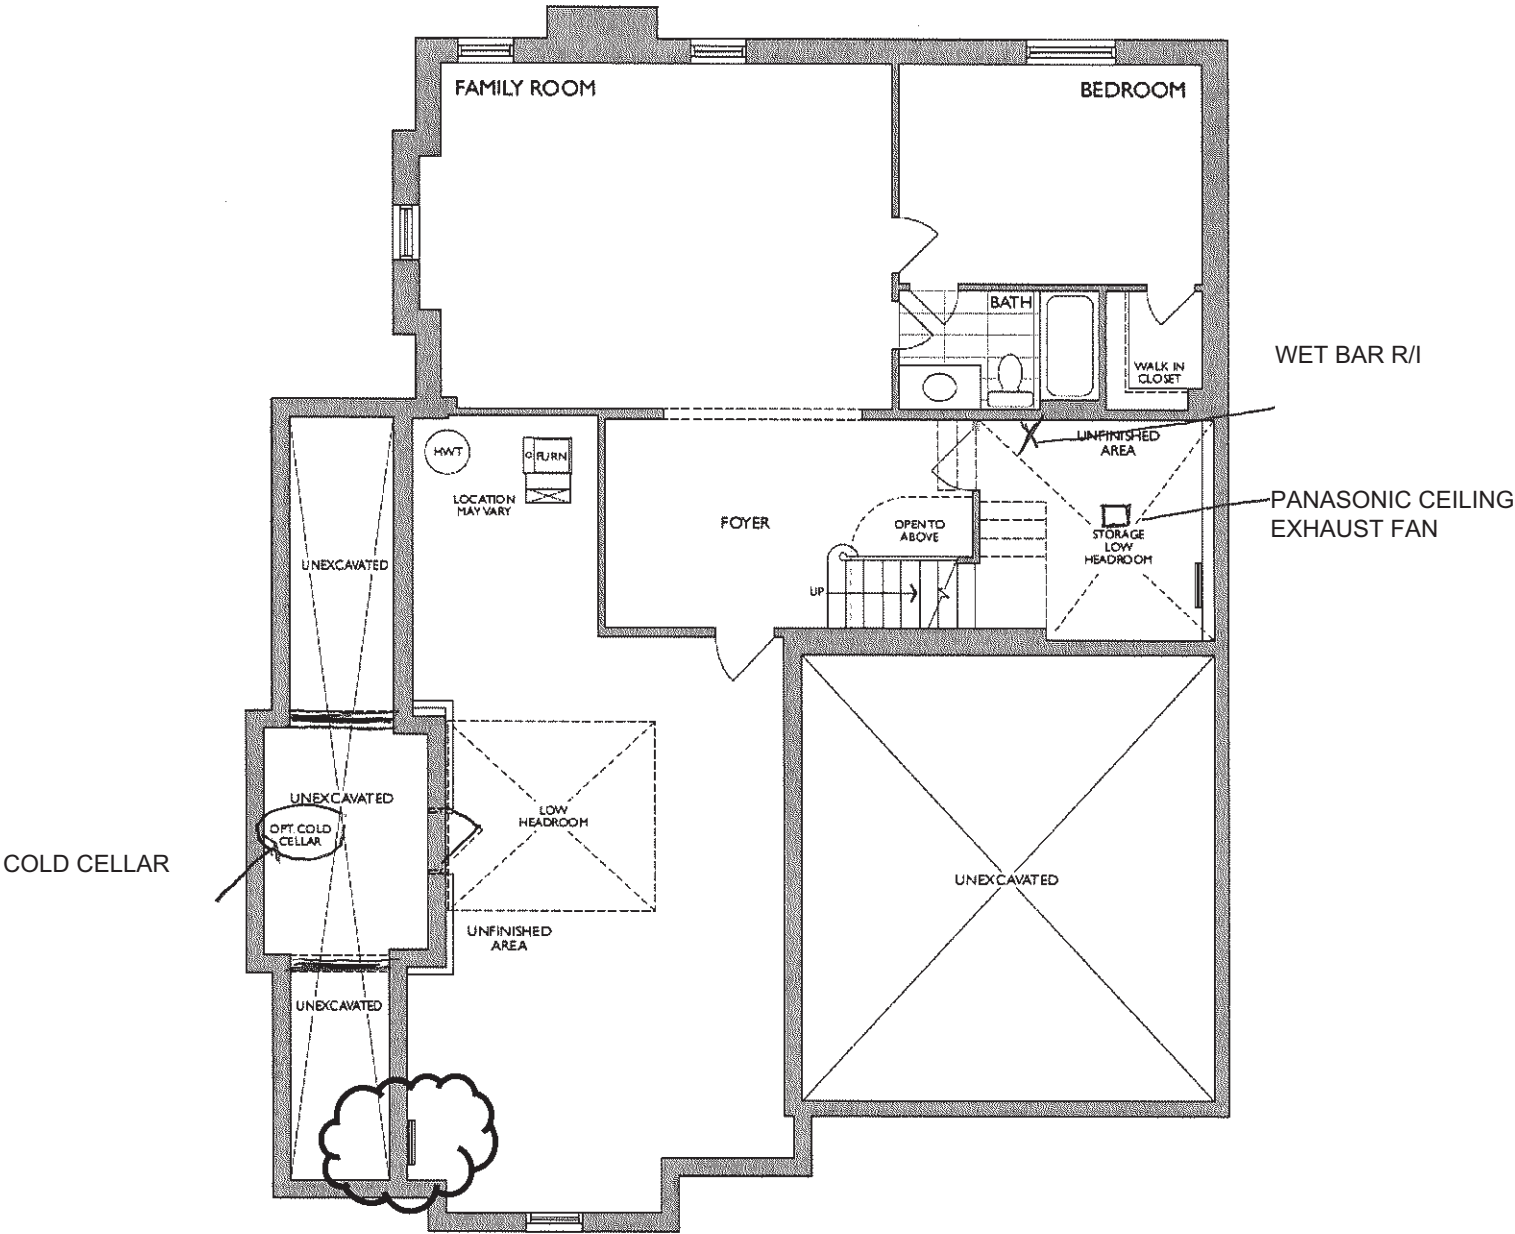 FAMILY ROOM
BEDROOM
BATH
WALK IN
CLOSET
WET BAR R/I
HWT
FURN
LOCATION
MAY VARY
UNFINISHED
AREA
FOYER
OPEN TO
ABOVE
PANASONIC CEILING
EXHAUST FAN
STORAGE
LOW
HEADROOM
UNEXCAVATED
UP
UNEXCAVATED
OPT. COLD
CELLAR
COLD CELLAR
LOW
HEADROOM
UNEXCAVATED
UNFINISHED
AREA
UNEXCAVATED